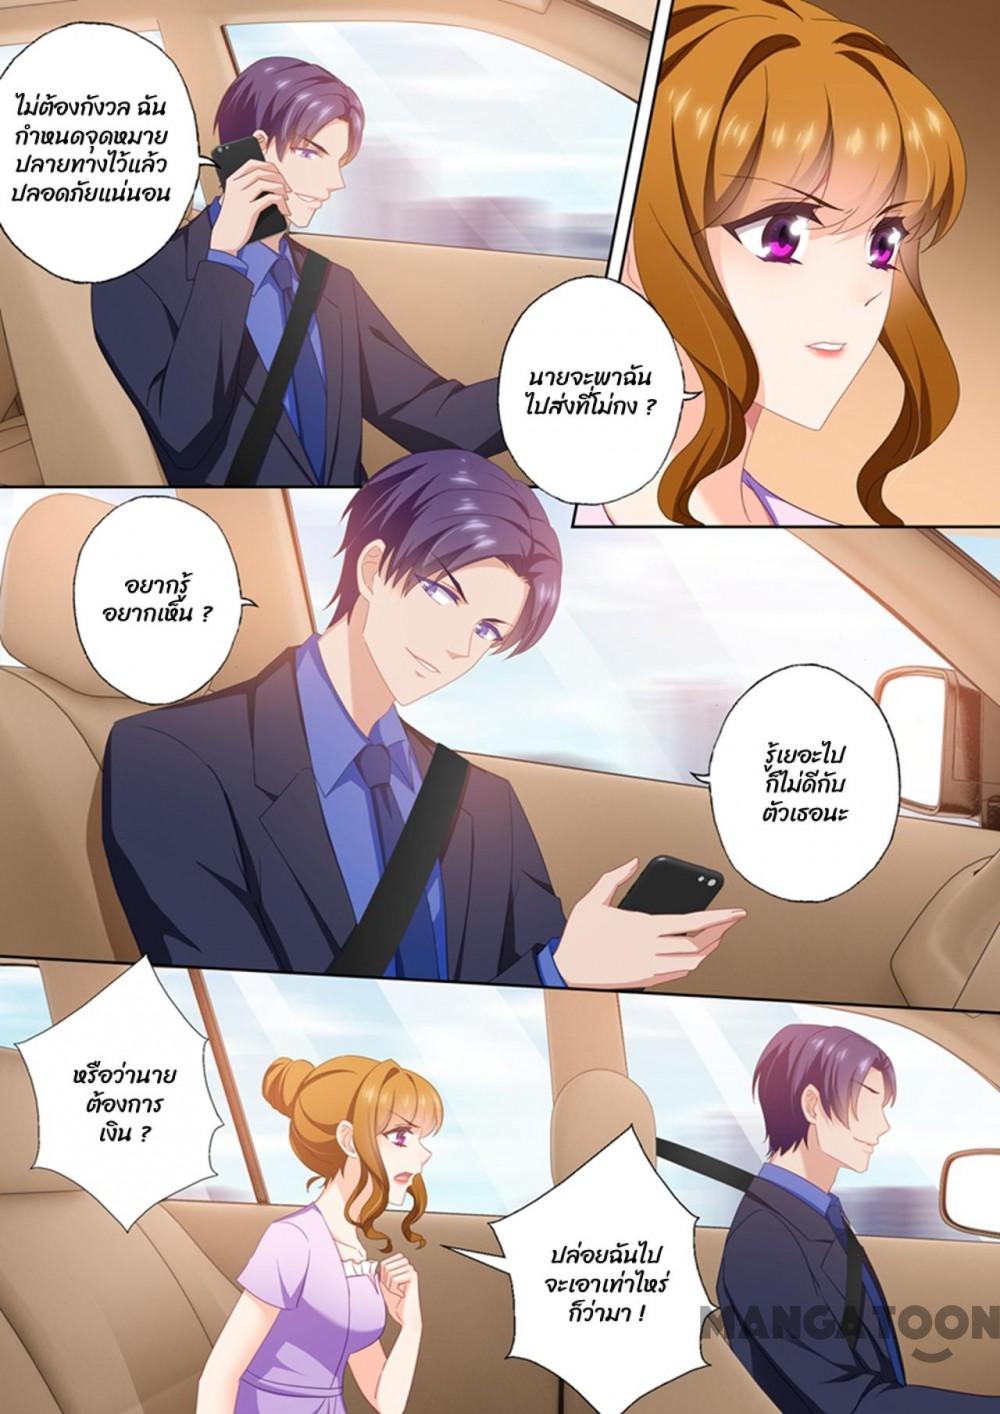 ไม่ต้องกังวล ฉัน
กำหนดจุดหมาย
ปลายทางไว้แล้ว
ปลอดภัยแน่นอน
นายจะพาฉัน
ไปส่งที่โม่กง ?
อยากรู้
อยากเห็น ?
รู้เยอะไป
ก็ไม่ดีกับ
ตัวเธอนะ
หรือว่านาย
ต้องการ
เงิน ?
ปล่อยฉันไป
จะเอาเท่าไหร่
ก็ว่ามา !
MANGATOON